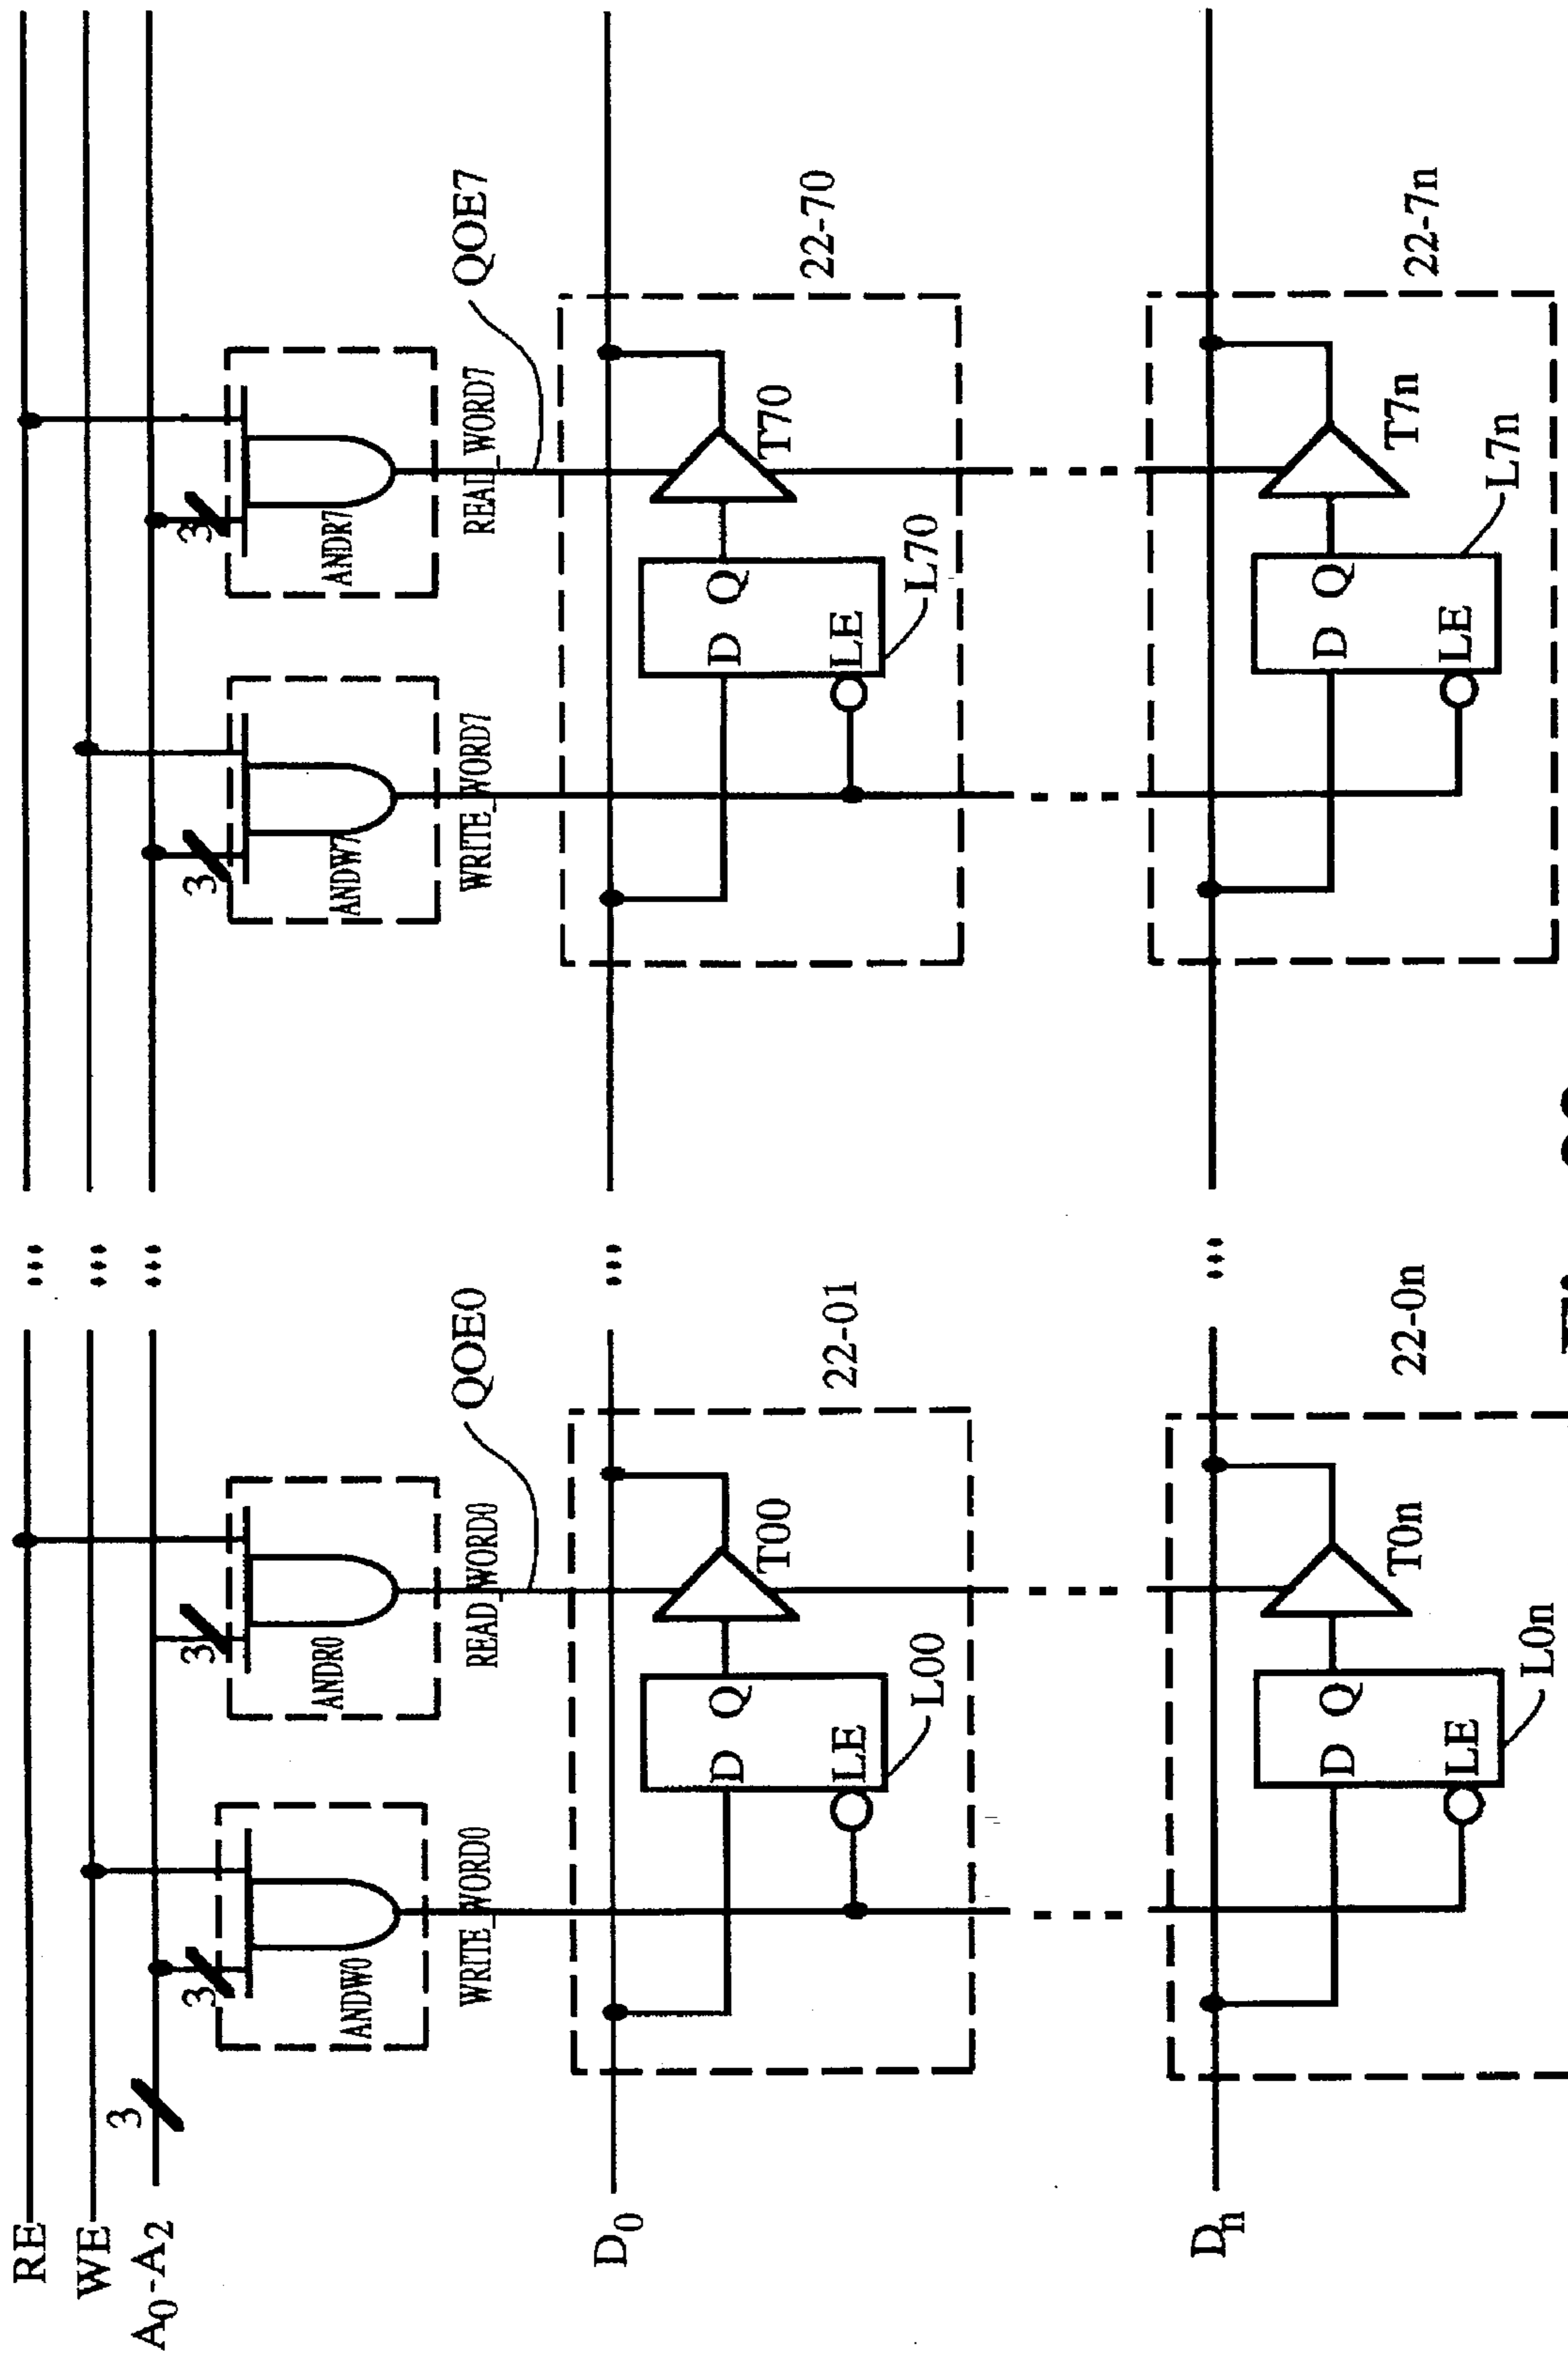 RE
WE
A0-A2
3
3
3
3
3
ANDW0
ANDR0
ANDW7
ANDR7
WRITE_WORD0
READ_WORD0
QOE0
WRITE_WORD7
READ_WORD7
QOE7
D0
D Q
LE
L00
T00
22-01
D Q
LE
L70
T70
22-70
Dn
D Q
LE
L0n
T0n
22-0n
D Q
LE
L7n
T7n
22-7n